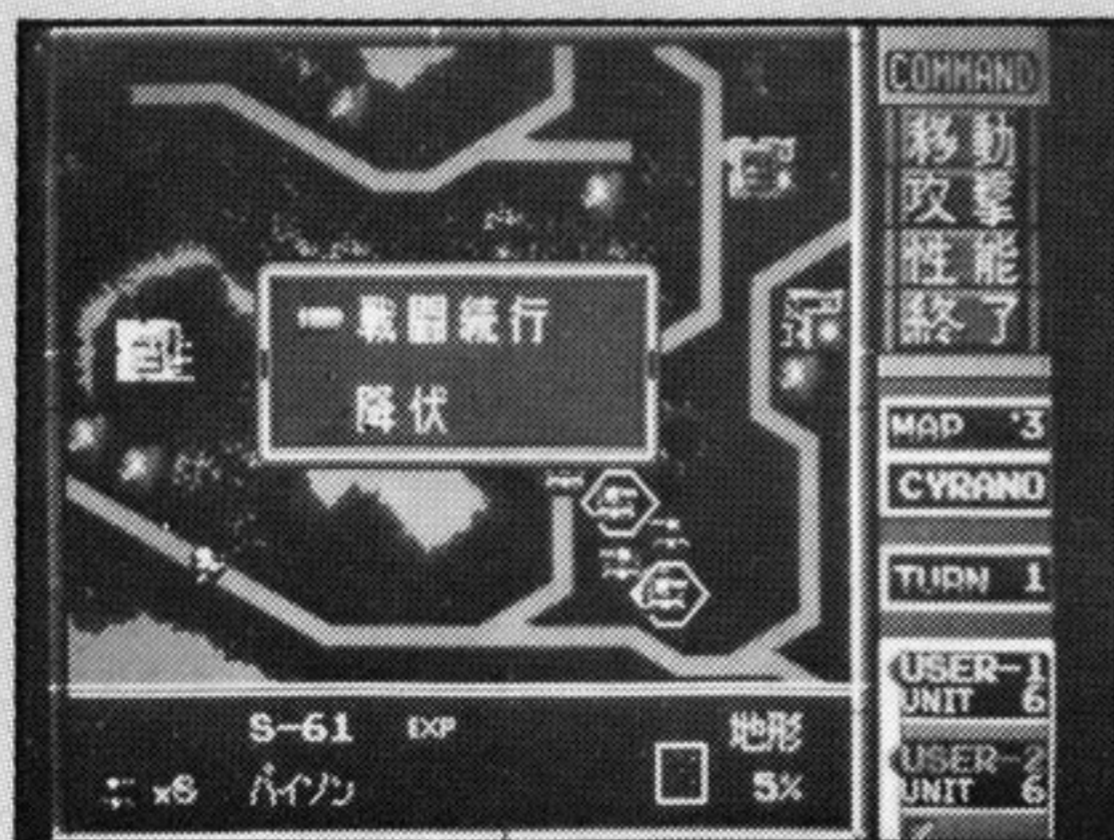 ━戦闘続行
降伏
COMMAND
移動
攻撃
性能
終了
MAP '3
CYRANO
TURN 1
USER-1
UNIT 6
USER-2
UNIT 6
S-61 EXP
x6 バイソン
地形
5%